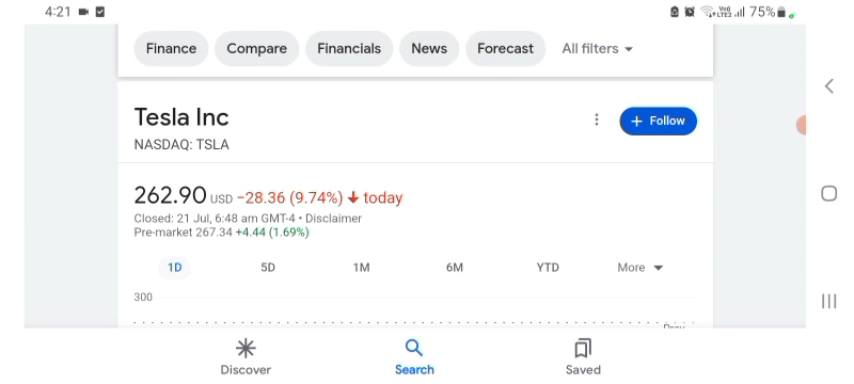 4:21 75%
Finance Compare Financials News Forecast All filters
Tesla Inc
+ Follow
NASDAQ: TSLA
262.90 USD −28.36 (9.74%) today
Closed: 21 Jul, 6:48 am GMT-4 • Disclaimer
Pre-market 267.34 +4.44 (1.69%)
1D 5D 1M 6M YTD More
300
Discover Search Saved